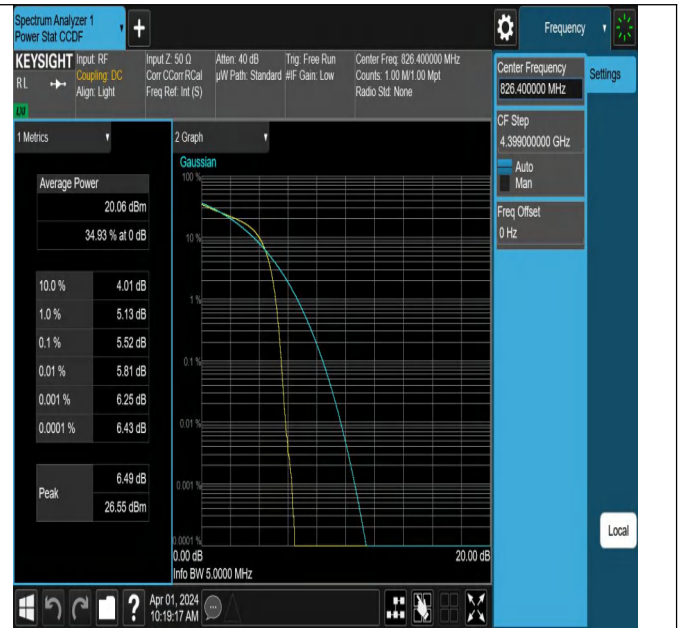 Spectrum Analyzer 1
Power Stat CCDF
Frequency
KEYSIGHT
RL
LXI
Input: RF
Coupling: DC
Align: Light
Input Z: 50 Ω
Corr CCorr RCal
Freq Ref: Int (S)
Atten: 40 dB
µW Path: Standard
Trig: Free Run
#IF Gain: Low
Center Freq: 826.400000 MHz
Counts: 1.00 M/1.00 Mpt
Radio Std: None
Center Frequency
826.400000 MHz
Settings
CF Step
4.399000000 GHz
Auto
Man
Freq Offset
0 Hz
1 Metrics
Average Power
20.06 dBm
34.93 % at 0 dB
10.0 % 4.01 dB
1.0 % 5.13 dB
0.1 % 5.52 dB
0.01 % 5.81 dB
0.001 % 6.25 dB
0.0001 % 6.43 dB
Peak
6.49 dB
26.55 dBm
2 Graph
Gaussian
100 %
10 %
1 %
0.1 %
0.01 %
0.001 %
0.0001 %
0.00 dB 20.00 dB
Info BW 5.0000 MHz
Local
Apr 01, 2024
10:19:17 AM